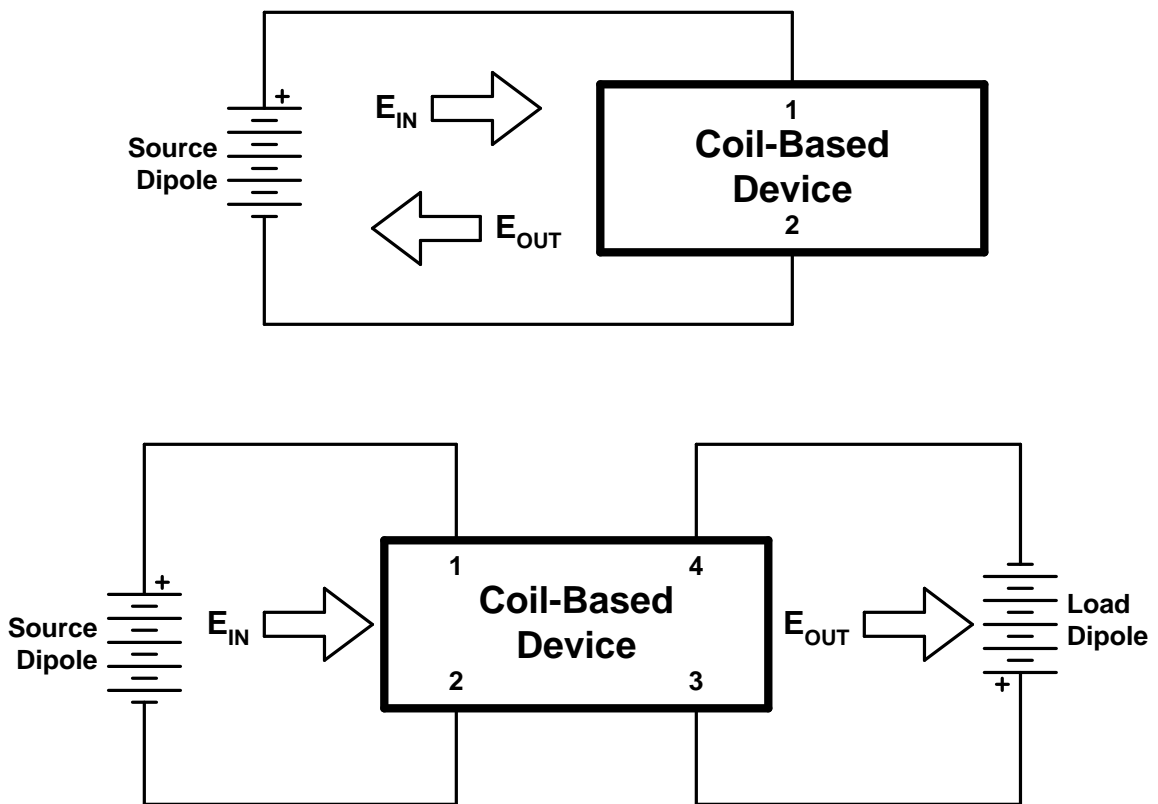 +
Source
Dipole
E_IN
E_OUT
1
Coil-Based
Device
2
+
Source
Dipole
E_IN
1
4
Coil-Based
Device
2
3
E_OUT
Load
Dipole
+